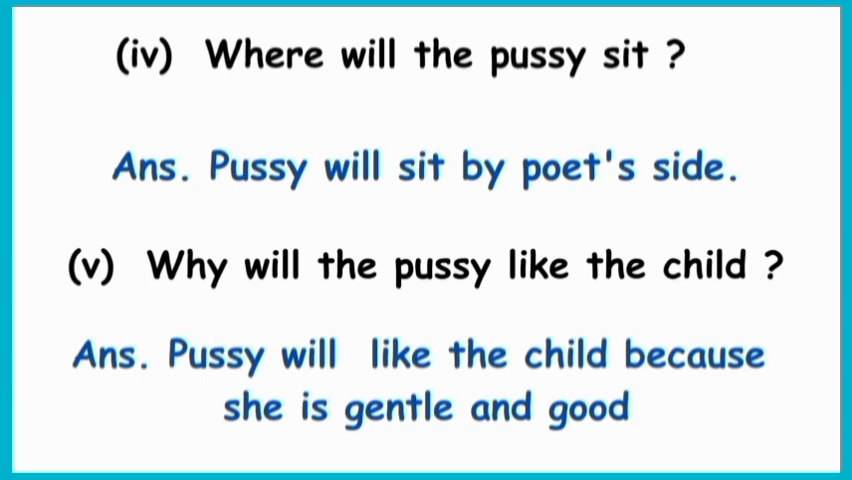 (iv) Where will the pussy sit ?
Ans. Pussy will sit by poet's side.
(v) Why will the pussy like the child ?
Ans. Pussy will like the child because
she is gentle and good